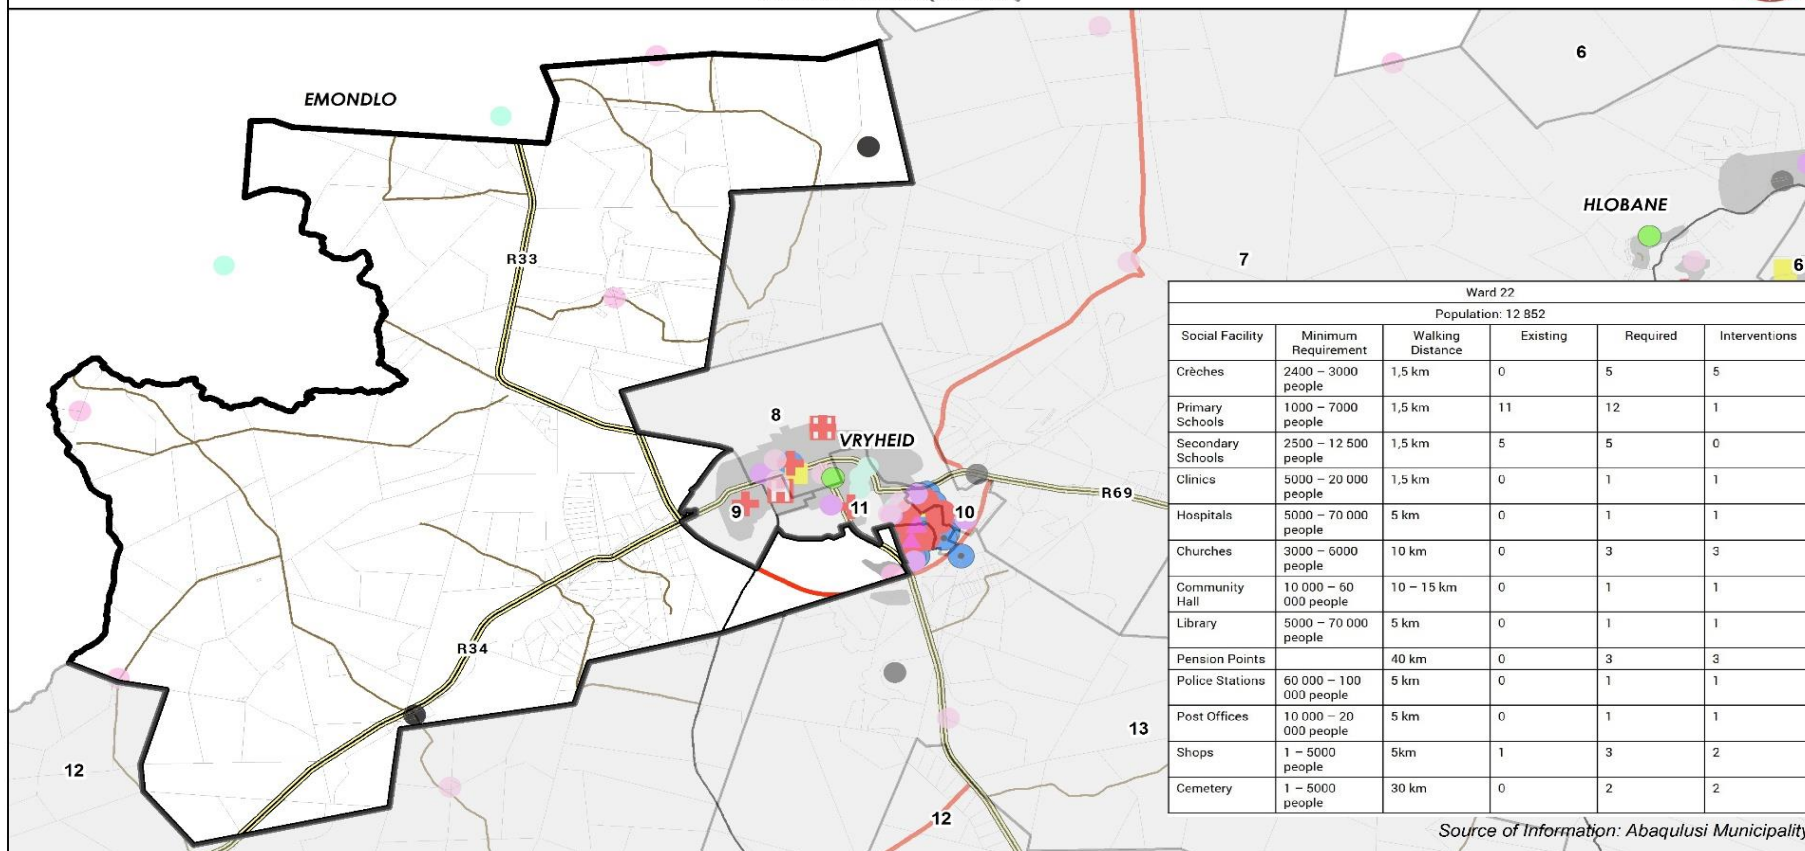 EMONDLO
6
R33
HLOBANE
7
6
8
VRYHEID
R69
9
11
10
R34
13
12
12
Ward 22
Population: 12 852
Social Facility Minimum Requirement Walking Distance Existing Required Interventions
Crèches 2400 – 3000 people 1,5 km 0 5 5
Primary Schools 1000 – 7000 people 1,5 km 11 12 1
Secondary Schools 2500 – 12 500 people 1,5 km 5 5 0
Clinics 5000 – 20 000 people 1,5 km 0 1 1
Hospitals 5000 – 70 000 people 5 km 0 1 1
Churches 3000 – 6000 people 10 km 0 3 3
Community Hall 10 000 – 60 000 people 10 – 15 km 0 1 1
Library 5000 – 70 000 people 5 km 0 1 1
Pension Points 40 km 0 3 3
Police Stations 60 000 – 100 000 people 5 km 0 1 1
Post Offices 10 000 – 20 000 people 5 km 0 1 1
Shops 1 – 5000 people 5km 1 3 2
Cemetery 1 – 5000 people 30 km 0 2 2
Source of Information: Abaqulusi Municipality